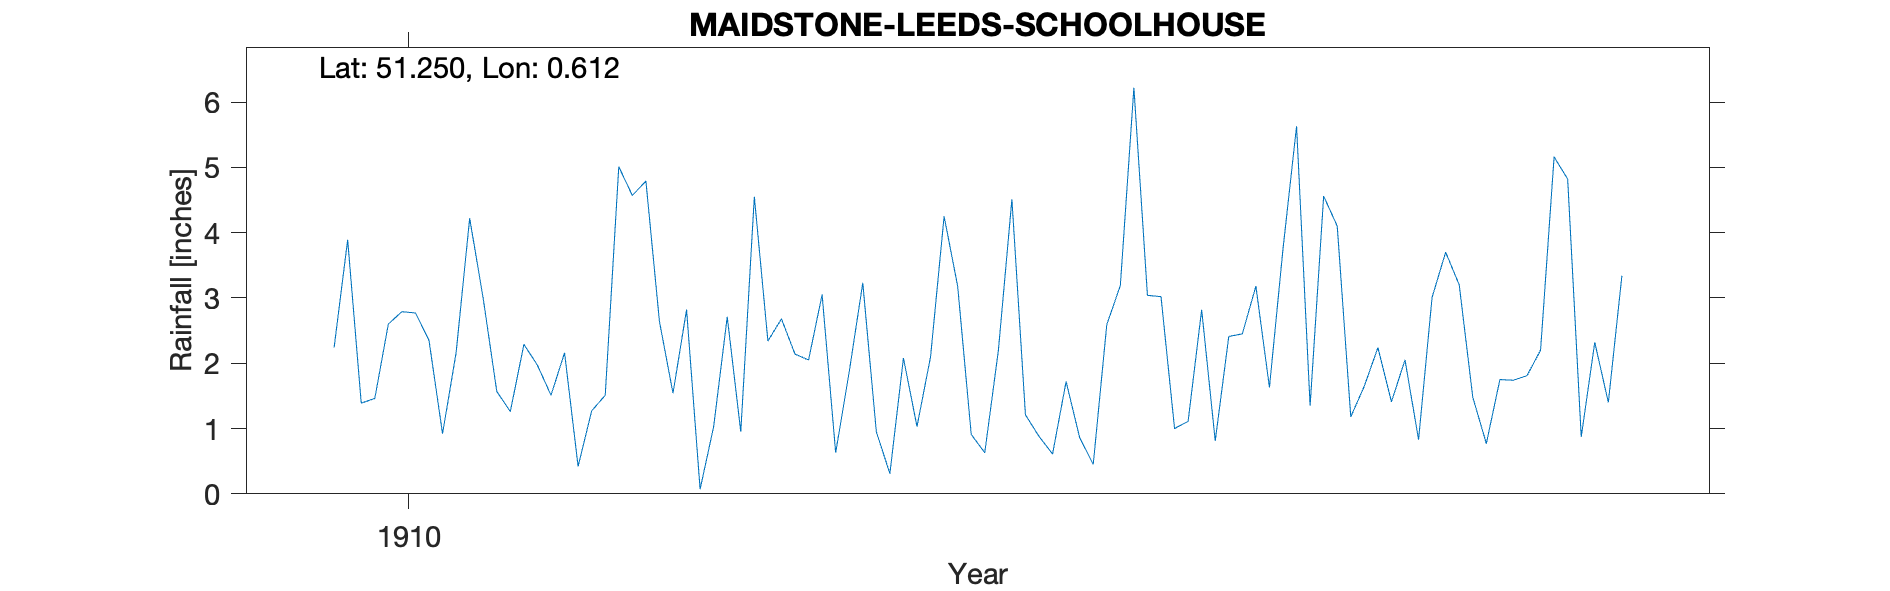 MAIDSTONE-LEEDS-SCHOOLHOUSE
Lat: 51.250, Lon: 0.612
6
5
4
3
2
1
0
Rainfall [inches]
1910
Year